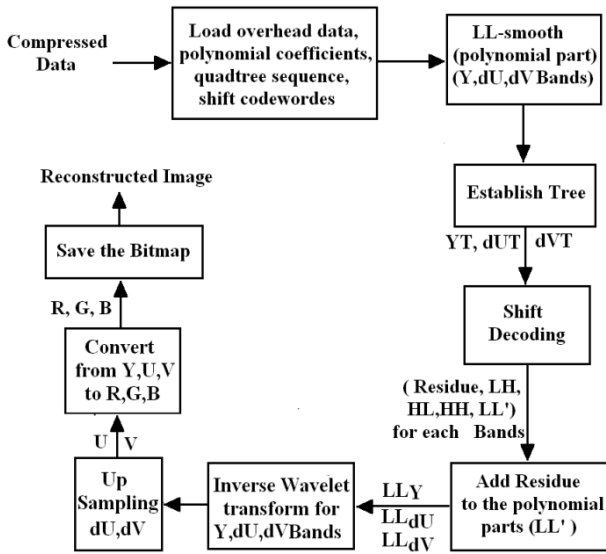 Compressed
Data
Load overhead data,
polynomial coefficients,
quadtree sequence,
shift codewordes
LL-smooth
(polynomial part)
(Y,dU,dV Bands)
Establish Tree
YT, dUT dVT
Shift
Decoding
( Residue, LH,
HL,HH, LL')
for each Bands
Add Residue
to the polynomial
parts (LL' )
LLY
LLdU
LLdV
Inverse Wavelet
transform for
Y,dU,dVBands
Up
Sampling
dU,dV
U V
Convert
from Y,U,V
to R,G,B
R, G, B
Save the Bitmap
Reconstructed Image